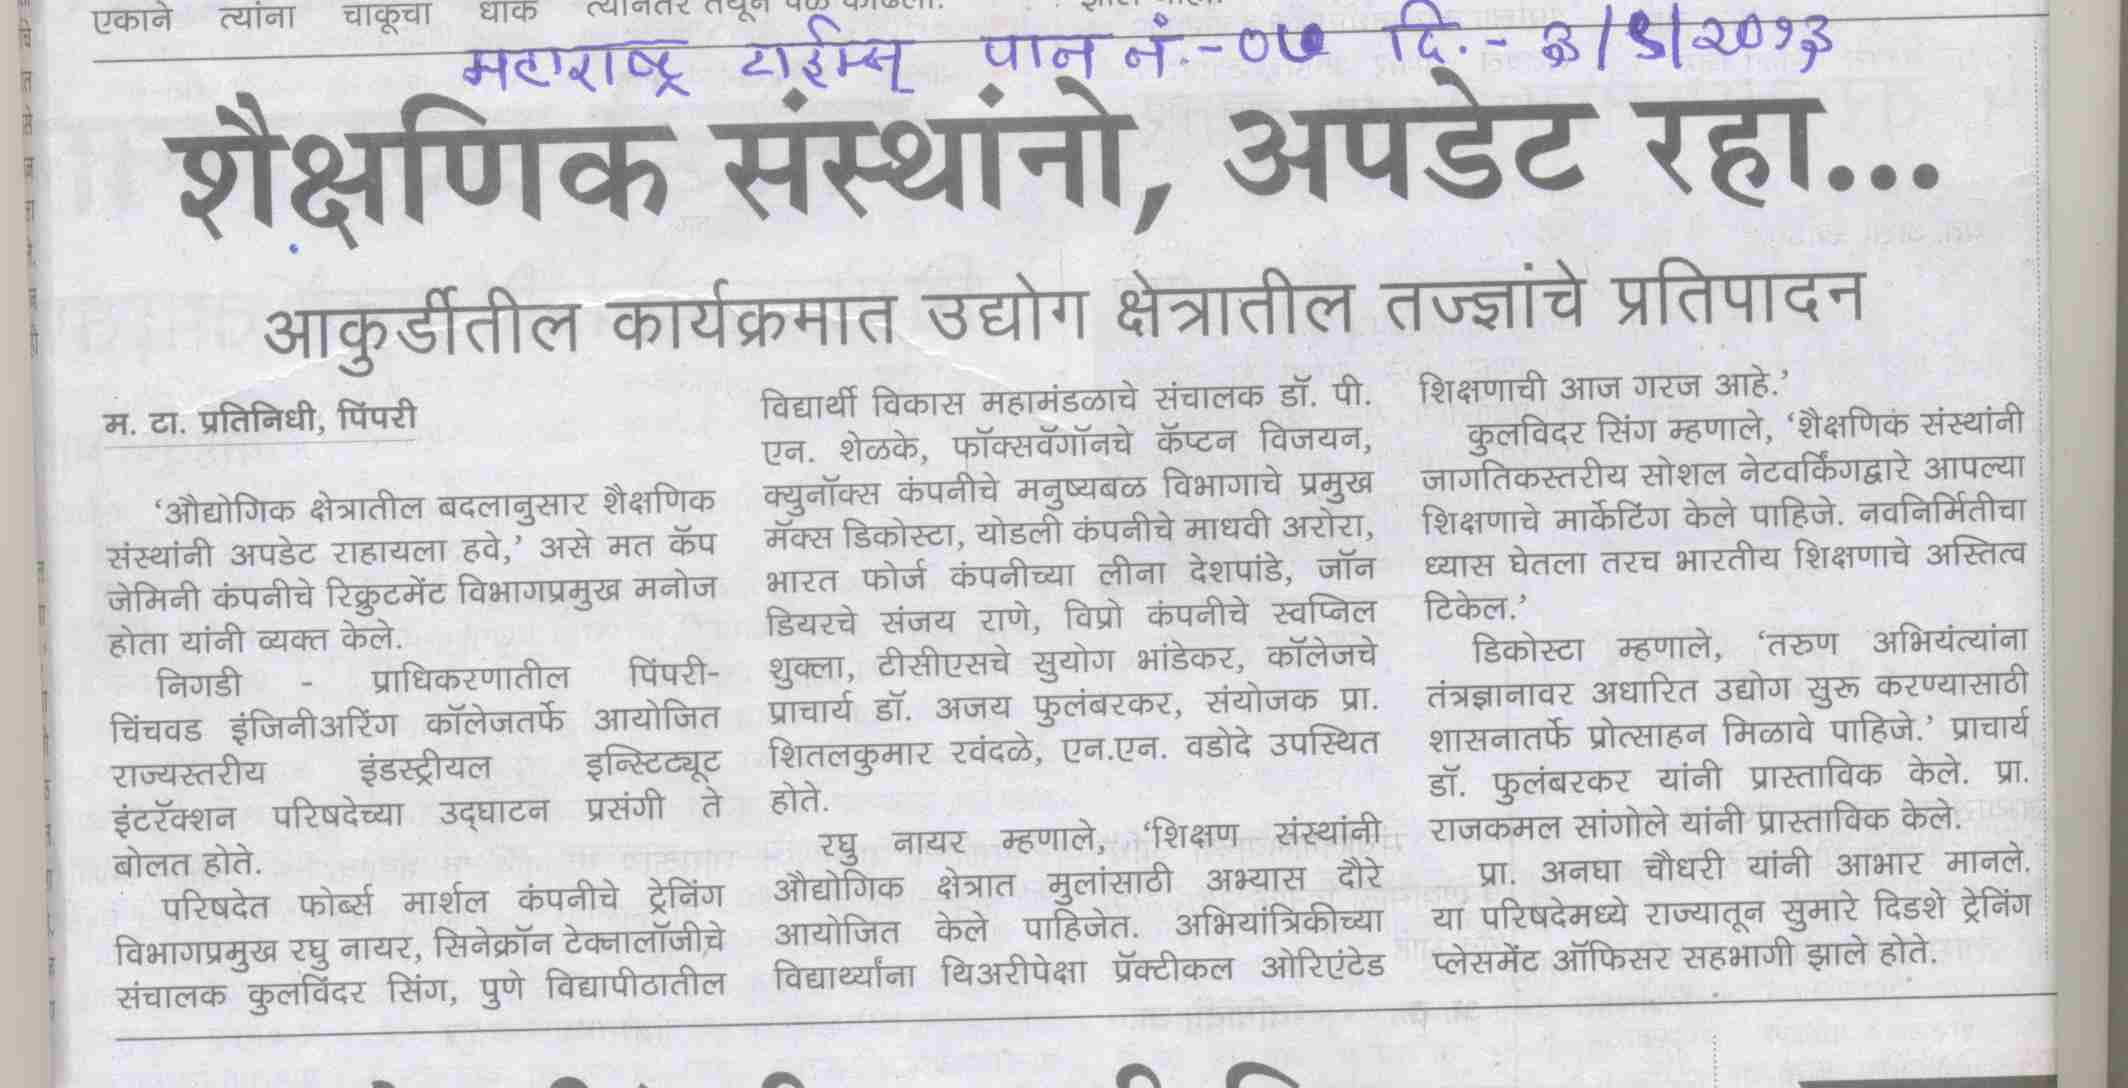 एकाने त्यांना चाकूचा धाक त्यानंतर तेथून पळ काढला.
महाराष्ट्र टाईम्स् पान नं.-०७ दि.- ३/९/२०१३
शैक्षणिक संस्थांनो, अपडेट रहा...
आकुर्डीतील कार्यक्रमात उद्योग क्षेत्रातील तज्ज्ञांचे प्रतिपादन
म. टा. प्रतिनिधी, पिंपरी
‘औद्योगिक क्षेत्रातील बदलानुसार शैक्षणिक
संस्थांनी अपडेट राहायला हवे,’ असे मत कॅप
जेमिनी कंपनीचे रिक्रुटमेंट विभागप्रमुख मनोज
होता यांनी व्यक्त केले.
निगडी - प्राधिकरणातील पिंपरी-
चिंचवड इंजिनीअरिंग कॉलेजतर्फे आयोजित
राज्यस्तरीय इंडस्ट्रीयल इन्स्टिट्यूट
इंटरॅक्शन परिषदेच्या उद्घाटन प्रसंगी ते
बोलत होते.
परिषदेत फोर्ब्स मार्शल कंपनीचे ट्रेनिंग
विभागप्रमुख रघु नायर, सिनेक्रॉन टेक्नालॉजीचे
संचालक कुलविंदर सिंग, पुणे विद्यापीठातील
विद्यार्थी विकास महामंडळाचे संचालक डॉ. पी.
एन. शेळके, फॉक्सवॅगॉनचे कॅप्टन विजयन,
क्युनॉक्स कंपनीचे मनुष्यबळ विभागाचे प्रमुख
मॅक्स डिकोस्टा, योडली कंपनीचे माधवी अरोरा,
भारत फोर्ज कंपनीच्या लीना देशपांडे, जॉन
डियरचे संजय राणे, विप्रो कंपनीचे स्वप्निल
शुक्ला, टीसीएसचे सुयोग भांडेकर, कॉलेजचे
प्राचार्य डॉ. अजय फुलंबरकर, संयोजक प्रा.
शितलकुमार रवंदळे, एन.एन. वडोदे उपस्थित
होते.
रघु नायर म्हणाले, ‘शिक्षण संस्थांनी
औद्योगिक क्षेत्रात मुलांसाठी अभ्यास दौरे
आयोजित केले पाहिजेत. अभियांत्रिकीच्या
विद्यार्थ्यांना थिअरीपेक्षा प्रॅक्टीकल ओरिएंटेड
शिक्षणाची आज गरज आहे.’
कुलविदर सिंग म्हणाले, ‘शैक्षणिक संस्थांनी
जागतिकस्तरीय सोशल नेटवर्किंगद्वारे आपल्या
शिक्षणाचे मार्केटिंग केले पाहिजे. नवनिर्मितीचा
ध्यास घेतला तरच भारतीय शिक्षणाचे अस्तित्व
टिकेल.’
डिकोस्टा म्हणाले, ‘तरुण अभियंत्यांना
तंत्रज्ञानावर अधारित उद्योग सुरू करण्यासाठी
शासनातर्फे प्रोत्साहन मिळावे पाहिजे.’ प्राचार्य
डॉ. फुलंबरकर यांनी प्रास्ताविक केले. प्रा.
राजकमल सांगोले यांनी प्रास्ताविक केले.
प्रा. अनघा चौधरी यांनी आभार मानले.
या परिषदेमध्ये राज्यातून सुमारे दिडशे ट्रेनिंग
प्लेसमेंट ऑफिसर सहभागी झाले होते.